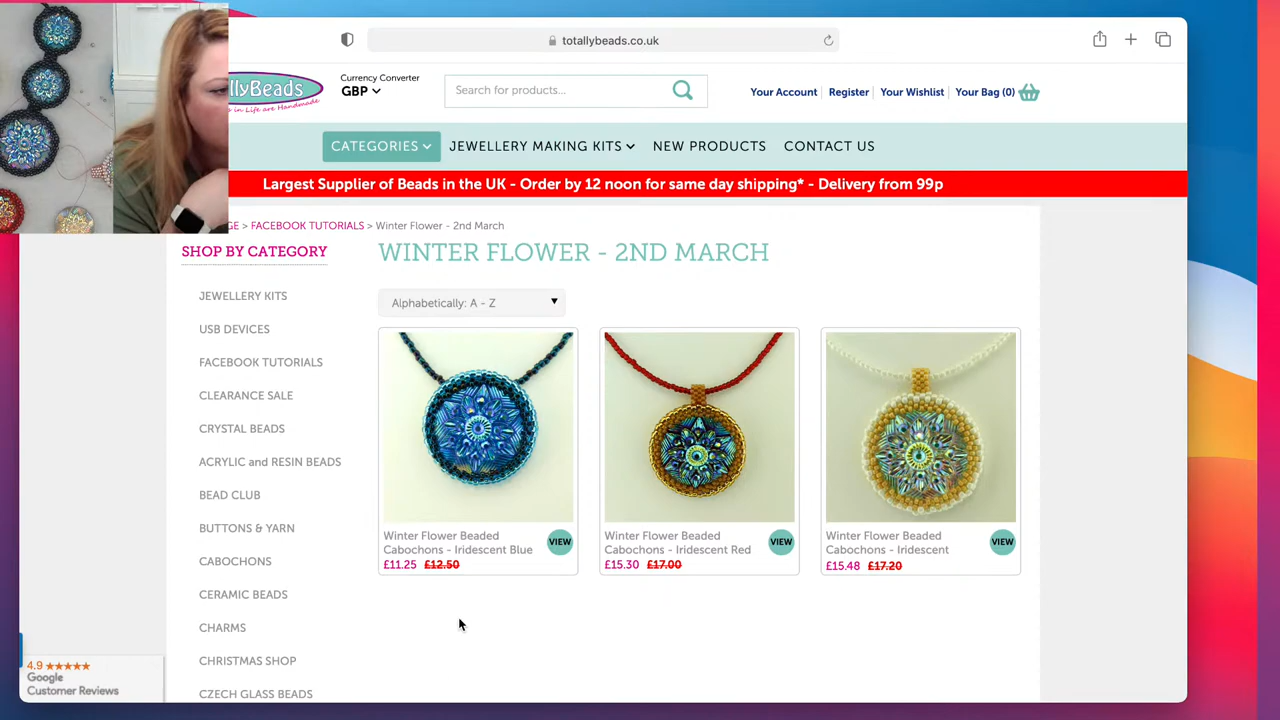 totallybeads.co.uk
llyBeads
in Life are Handmade
Currency Converter
GBP
Search for products...
Your Account
Register
Your Wishlist
Your Bag (0)
CATEGORIES
JEWELLERY MAKING KITS
NEW PRODUCTS
CONTACT US
Largest Supplier of Beads in the UK - Order by 12 noon for same day shipping* - Delivery from 99p
GE > FACEBOOK TUTORIALS > Winter Flower - 2nd March
SHOP BY CATEGORY
JEWELLERY KITS
USB DEVICES
FACEBOOK TUTORIALS
CLEARANCE SALE
CRYSTAL BEADS
ACRYLIC and RESIN BEADS
BEAD CLUB
BUTTONS & YARN
CABOCHONS
CERAMIC BEADS
CHARMS
CHRISTMAS SHOP
CZECH GLASS BEADS
WINTER FLOWER - 2ND MARCH
Alphabetically: A - Z
Winter Flower Beaded
Cabochons - Iridescent Blue
£11.25 £12.50
VIEW
Winter Flower Beaded
Cabochons - Iridescent Red
£15.30 £17.00
VIEW
Winter Flower Beaded
Cabochons - Iridescent
£15.48 £17.20
VIEW
4.9 ★★★★★
Google
Customer Reviews